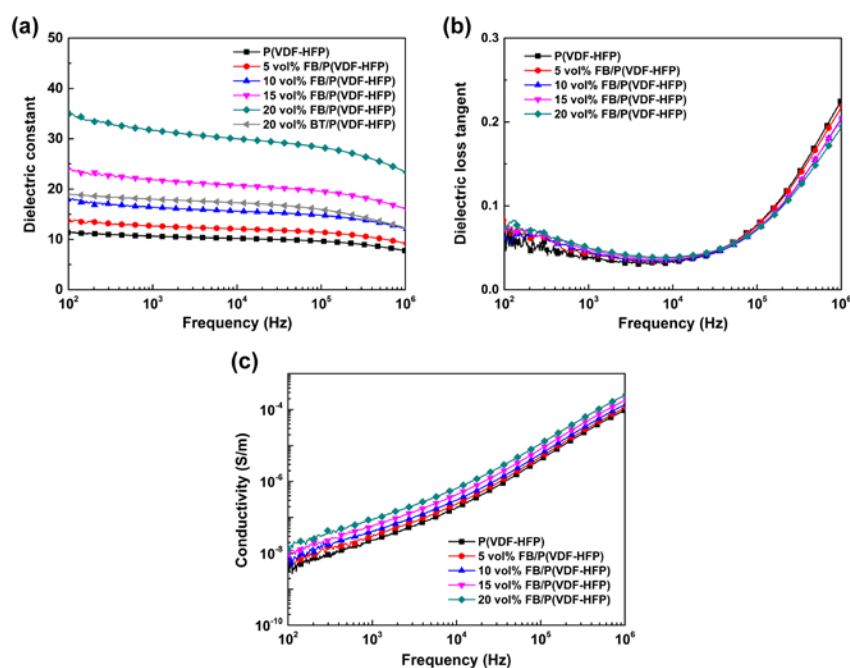 (a)
50
40
30
20
10
0
Dielectric constant
P(VDF-HFP)
5 vol% FB/P(VDF-HFP)
10 vol% FB/P(VDF-HFP)
15 vol% FB/P(VDF-HFP)
20 vol% FB/P(VDF-HFP)
20 vol% BT/P(VDF-HFP)
10² 10³ 10⁴ 10⁵ 10⁶
Frequency (Hz)
(b)
0.3
0.2
0.1
0.0
Dielectric loss tangent
P(VDF-HFP)
5 vol% FB/P(VDF-HFP)
10 vol% FB/P(VDF-HFP)
15 vol% FB/P(VDF-HFP)
20 vol% FB/P(VDF-HFP)
10² 10³ 10⁴ 10⁵ 10⁶
Frequency (Hz)
(c)
10⁻⁴
10⁻⁶
10⁻⁸
10⁻¹⁰
Conductivity (S/m)
P(VDF-HFP)
5 vol% FB/P(VDF-HFP)
10 vol% FB/P(VDF-HFP)
15 vol% FB/P(VDF-HFP)
20 vol% FB/P(VDF-HFP)
10² 10³ 10⁴ 10⁵ 10⁶
Frequency (Hz)